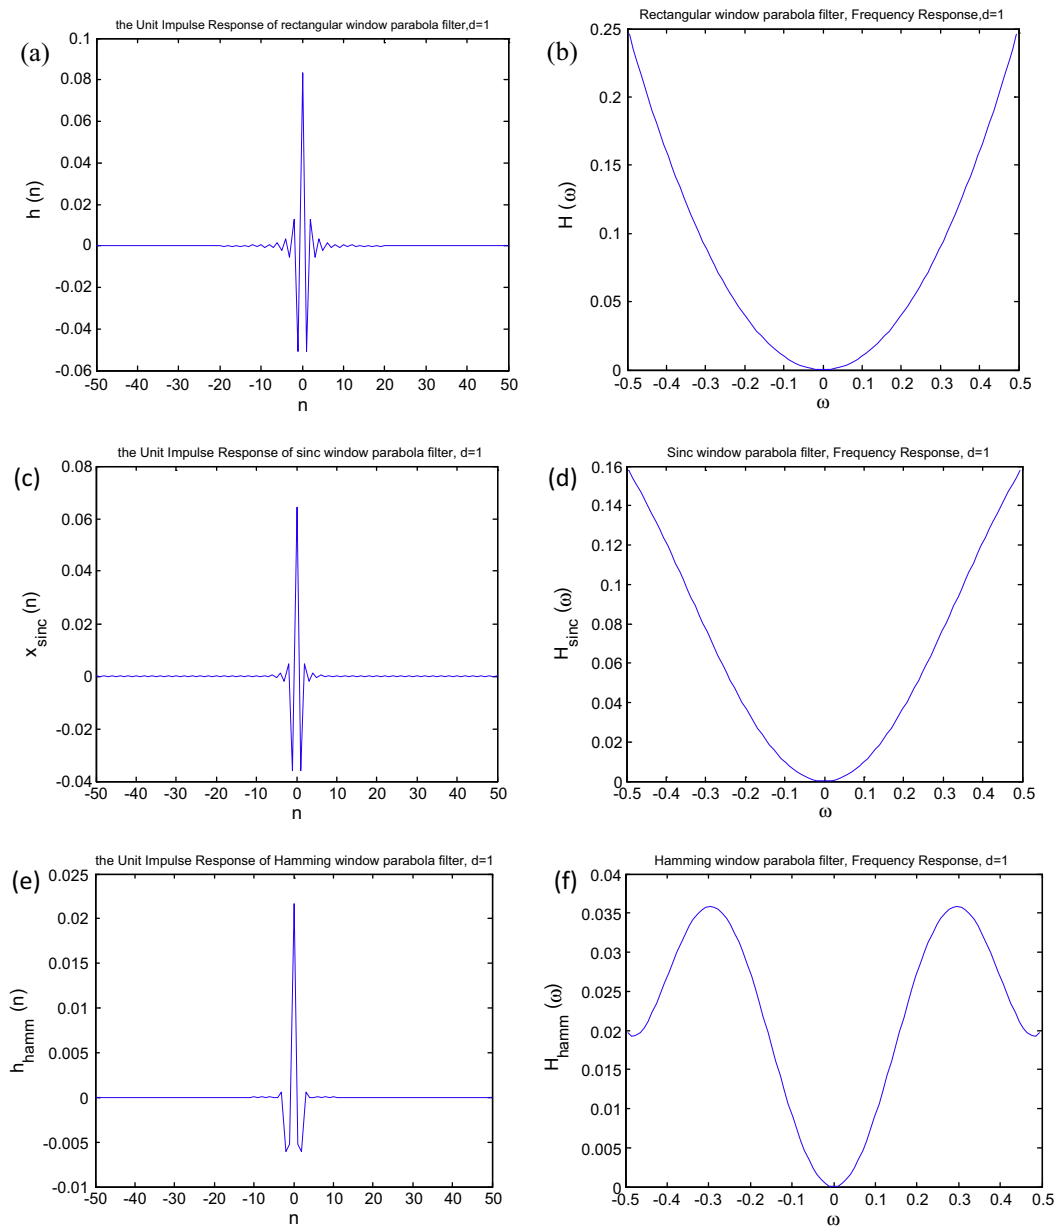 the Unit Impulse Response of rectangular window parabola filter,d=1
(a)
0.1
0.08
0.06
0.04
0.02
0
-0.02
-0.04
-0.06
h (n)
-50 -40 -30 -20 -10 0 10 20 30 40 50
n
Rectangular window parabola filter, Frequency Response,d=1
(b)
0.25
0.2
0.15
0.1
0.05
0
H (ω)
-0.5 -0.4 -0.3 -0.2 -0.1 0 0.1 0.2 0.3 0.4 0.5
ω
the Unit Impulse Response of sinc window parabola filter, d=1
(c)
0.08
0.06
0.04
0.02
0
-0.02
-0.04
x_sinc (n)
-50 -40 -30 -20 -10 0 10 20 30 40 50
n
Sinc window parabola filter, Frequency Response, d=1
(d)
0.16
0.14
0.12
0.1
0.08
0.06
0.04
0.02
0
H_sinc (ω)
-0.5 -0.4 -0.3 -0.2 -0.1 0 0.1 0.2 0.3 0.4 0.5
ω
the Unit Impulse Response of Hamming window parabola filter, d=1
(e)
0.025
0.02
0.015
0.01
0.005
0
-0.005
-0.01
h_hamm (n)
-50 -40 -30 -20 -10 0 10 20 30 40 50
n
Hamming window parabola filter, Frequency Response, d=1
(f)
0.04
0.035
0.03
0.025
0.02
0.015
0.01
0.005
0
H_hamm (ω)
-0.5 -0.4 -0.3 -0.2 -0.1 0 0.1 0.2 0.3 0.4 0.5
ω